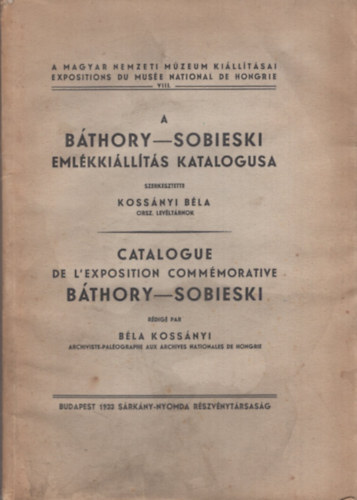 A MAGYAR NEMZETI MÚZEUM KIÁLLÍTÁSAI
EXPOSITIONS DU MUSÉE NATIONAL DE HONGRIE
VIII.
A
BÁTHORY—SOBIESKI
EMLÉKKIÁLLÍTÁS KATALOGUSA
SZERKESZTETTE
KOSSÁNYI BÉLA
ORSZ. LEVÉLTÁRNOK
CATALOGUE
DE L'EXPOSITION COMMÉMORATIVE
BÁTHORY—SOBIESKI
RÉDIGÉ PAR
BÉLA KOSSÁNYI
ARCHIVISTE-PALÉOGRAPHE AUX ARCHIVES NATIONALES DE HONGRIE
BUDAPEST 1933 SÁRKÁNY-NYOMDA RÉSZVÉNYTÁRSASÁG